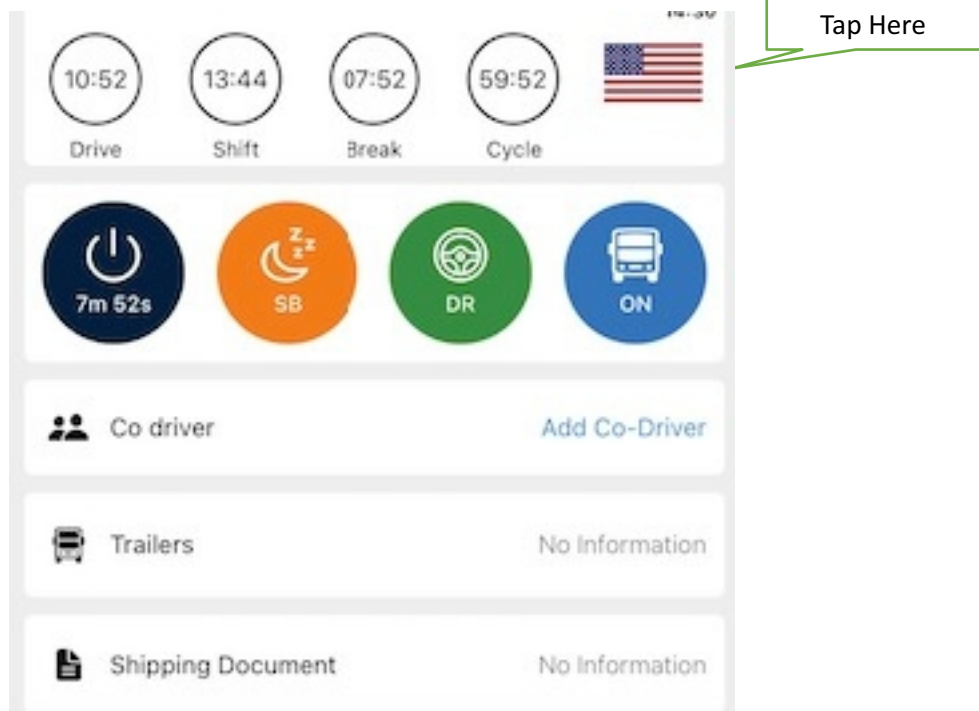 Tap Here
10:52 13:44 07:52 59:52
Drive Shift Break Cycle
7m 52s SB DR ON
Co driver Add Co-Driver
Trailers No Information
Shipping Document No Information